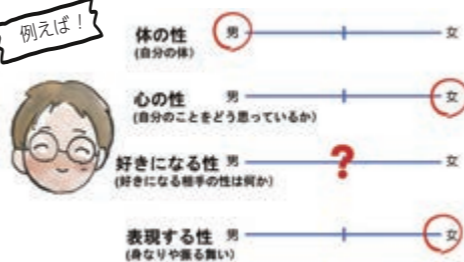 例えば！
体の性 男 女
(自分の体)
心の性 男 女
(自分のことをどう思っているか)
好きになる性 男 ? 女
(好きになる相手の性は何か)
表現する性 男 女
(身なりや振る舞い)